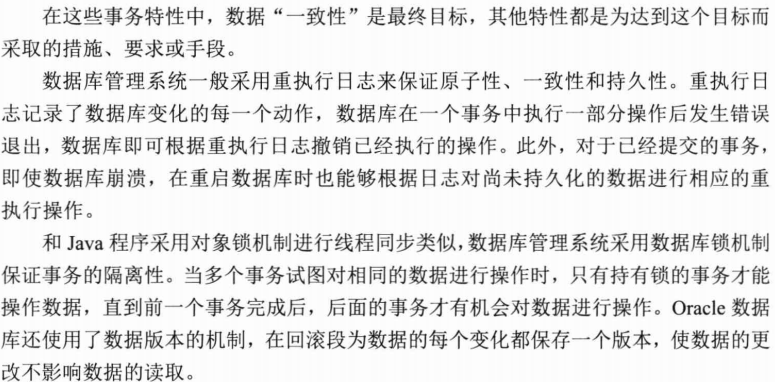 在这些事务特性中，数据“一致性”是最终目标，其他特性都是为达到这个目标而
采取的措施、要求或手段。
数据库管理系统一般采用重执行日志来保证原子性、一致性和持久性。重执行日
志记录了数据库变化的每一个动作，数据库在一个事务中执行一部分操作后发生错误
退出，数据库即可根据重执行日志撤销已经执行的操作。此外，对于已经提交的事务，
即使数据库崩溃，在重启数据库时也能够根据日志对尚未持久化的数据进行相应的重
执行操作。
和 Java 程序采用对象锁机制进行线程同步类似，数据库管理系统采用数据库锁机制
保证事务的隔离性。当多个事务试图对相同的数据进行操作时，只有持有锁的事务才能
操作数据，直到前一个事务完成后，后面的事务才有机会对数据进行操作。Oracle 数据
库还使用了数据版本的机制，在回滚段为数据的每个变化都保存一个版本，使数据的更
改不影响数据的读取。